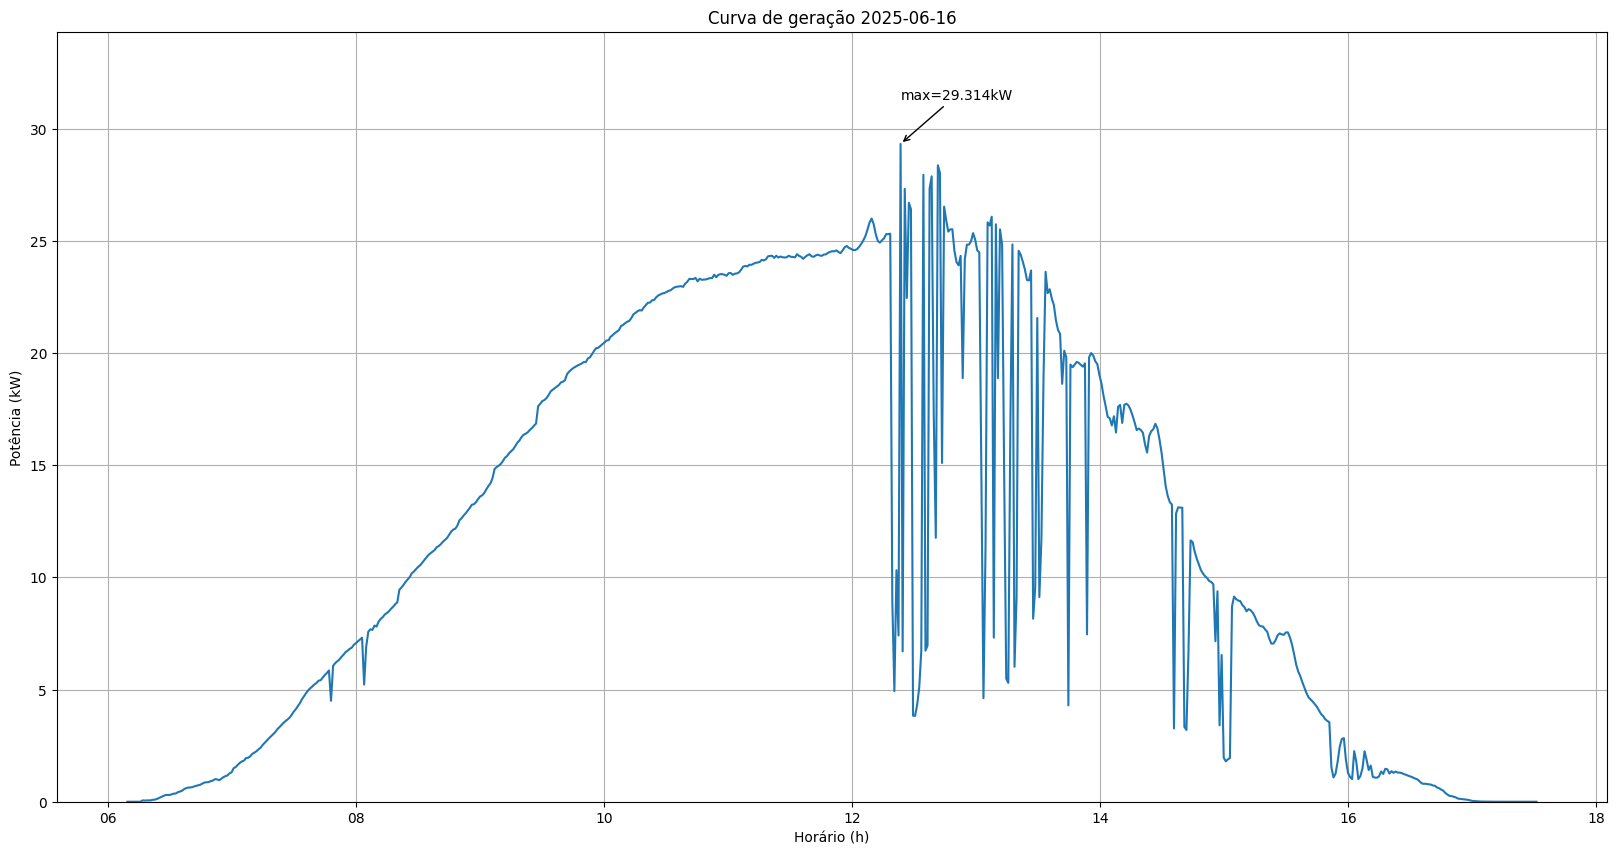 Curva de geração 2025-06-16
max=29.314kW
30
25
20
15
10
5
0
Potência (kW)
06 08 10 12 14 16 18
Horário (h)